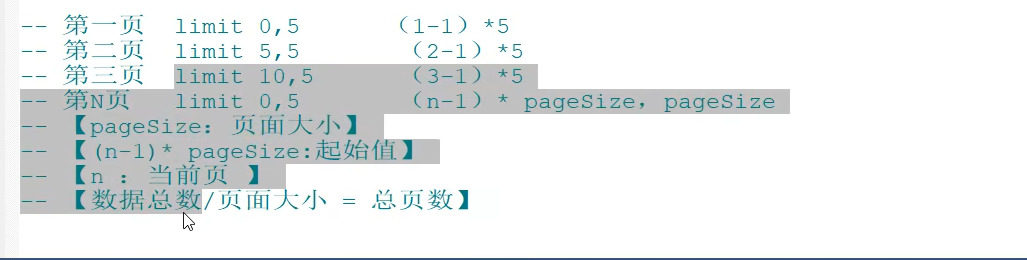 -- 第一页  limit 0,5       （1-1）*5
-- 第二页  limit 5,5       （2-1）*5
-- 第三页  limit 10,5      （3-1）*5
-- 第N页   limit 0,5       （n-1）* pageSize，pageSize
-- 【pageSize：页面大小】
-- 【(n-1)* pageSize:起始值】
-- 【n ：当前页 】
-- 【数据总数/页面大小 = 总页数】